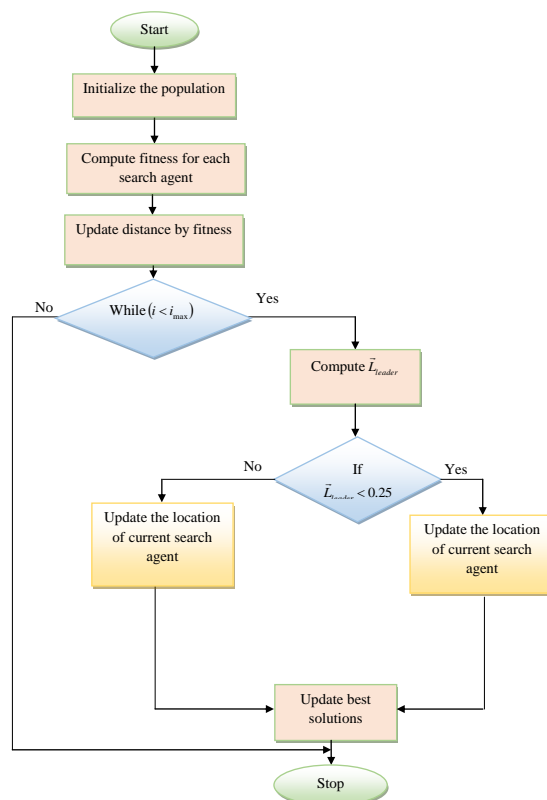 Start
Initialize the population
Compute fitness for each
search agent
Update distance by fitness
No
While (i < i_max)
Yes
Compute L⃗_leader
No
If
Yes
L⃗_leader < 0.25
Update the location
of current search
agent
Update the location
of current search
agent
Update best
solutions
Stop